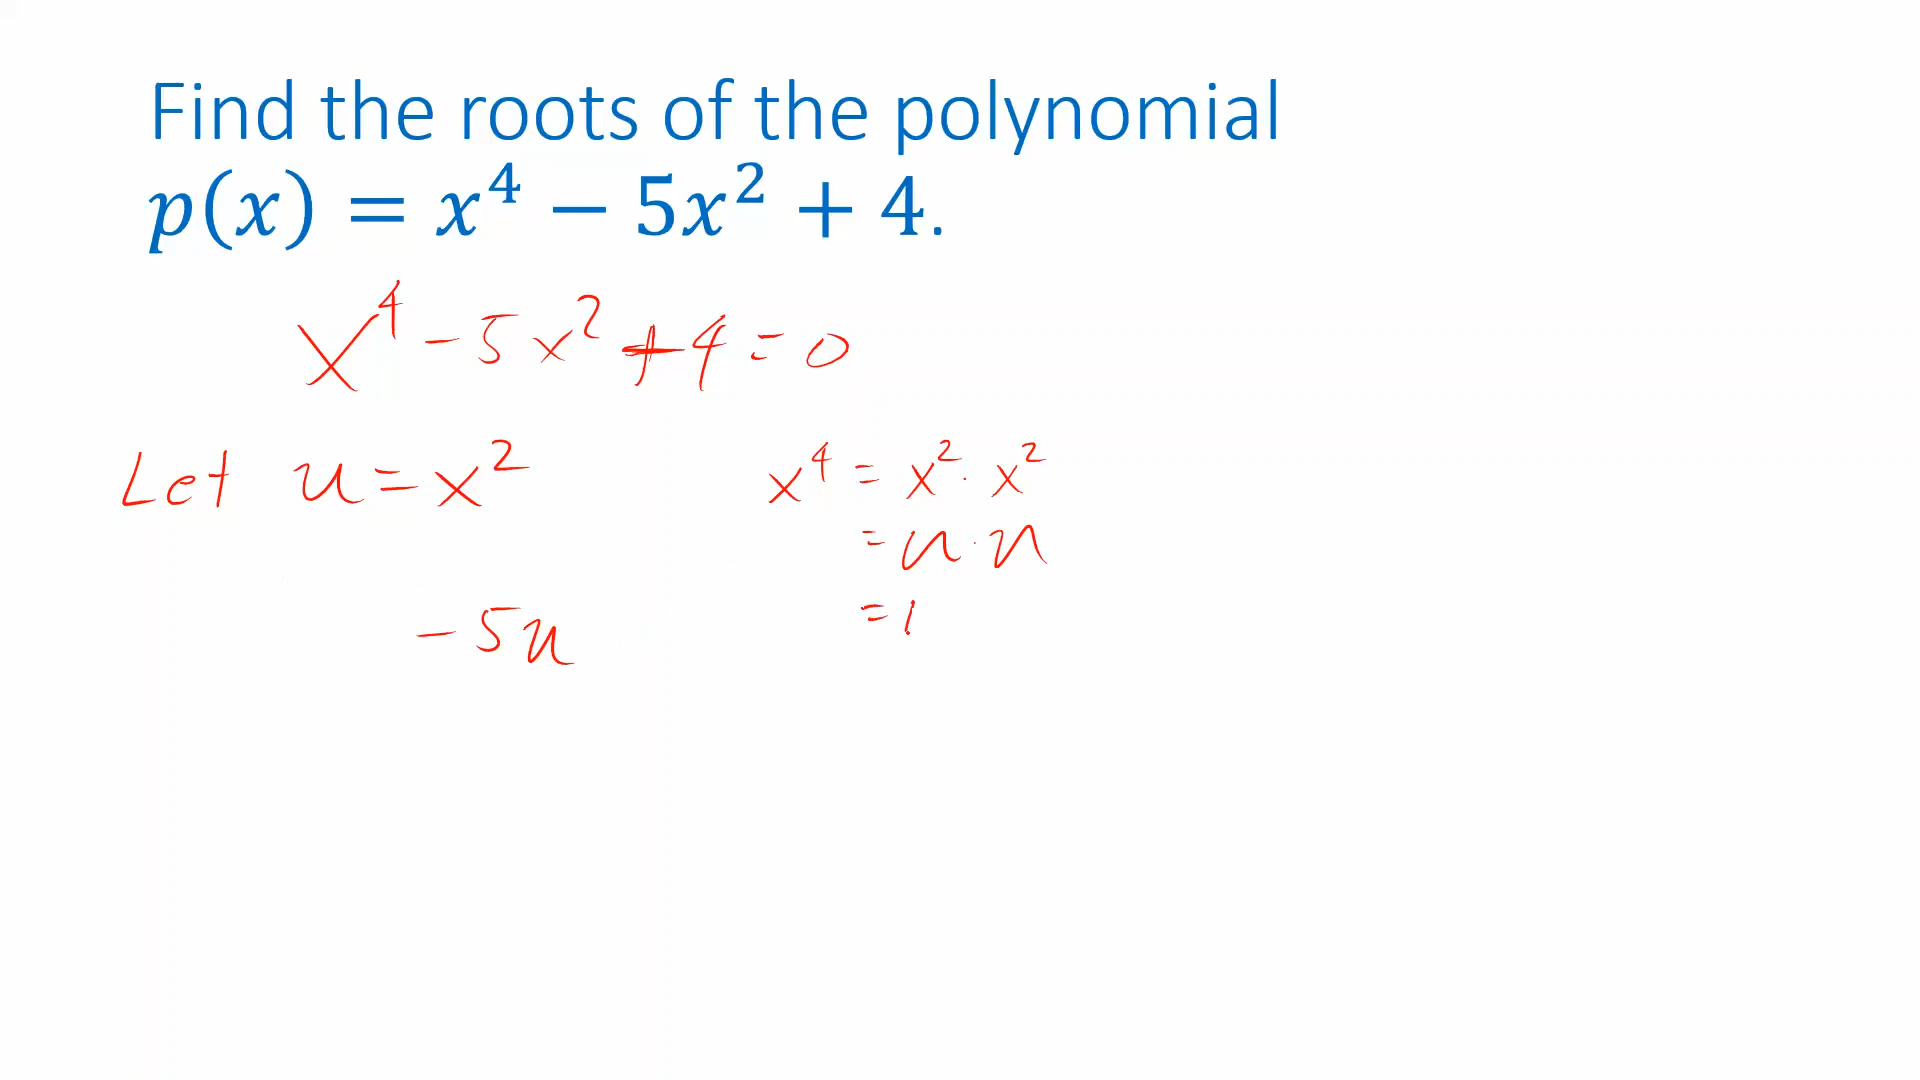 Find the roots of the polynomial
p(x) = x⁴ − 5x² + 4.
x⁴ - 5x² + 4 = 0
Let u = x²
x⁴ = x² · x²
= u · u
- 5u
=